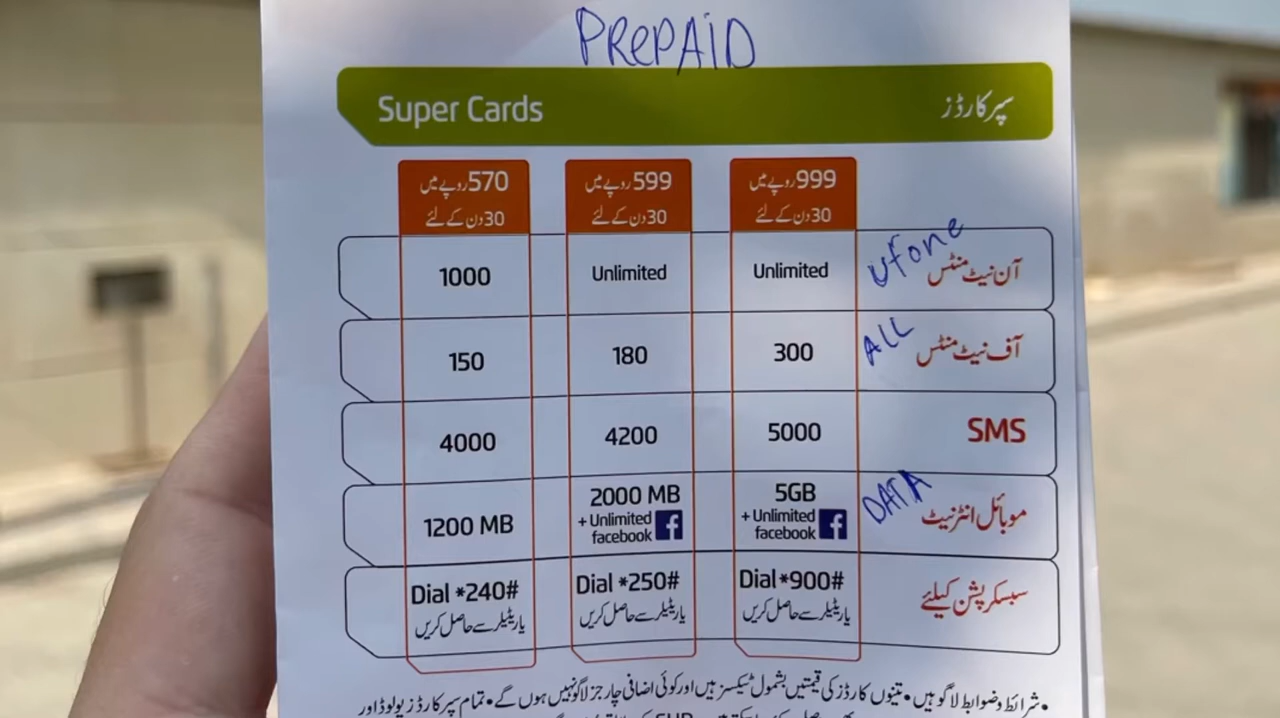 PRePAiD
Super Cards
سپر کارڈز
570 روپے میں
30 دن کے لئے
599 روپے میں
30 دن کے لئے
999 روپے میں
30 دن کے لئے
1000
Unlimited
Unlimited
ufone
آن نیٹ منٹس
150
180
300
ALL
آف نیٹ منٹس
4000
4200
5000
SMS
1200 MB
2000 MB
+ Unlimited
facebook
5GB
+ Unlimited
facebook
DATA
موبائل انٹرنیٹ
Dial *240#
یا ریٹیلر سے حاصل کریں
Dial *250#
یا ریٹیلر سے حاصل کریں
Dial *900#
یا ریٹیلر سے حاصل کریں
سبسکرپشن کیلئے
• شرائط و ضوابط لاگو ہیں • تینوں کارڈز کی قیمتیں بشمول ٹیکسز ہیں اور کوئی اضافی چارجز لاگو نہیں ہوں گے • تمام سپر کارڈز یولوڈ اور